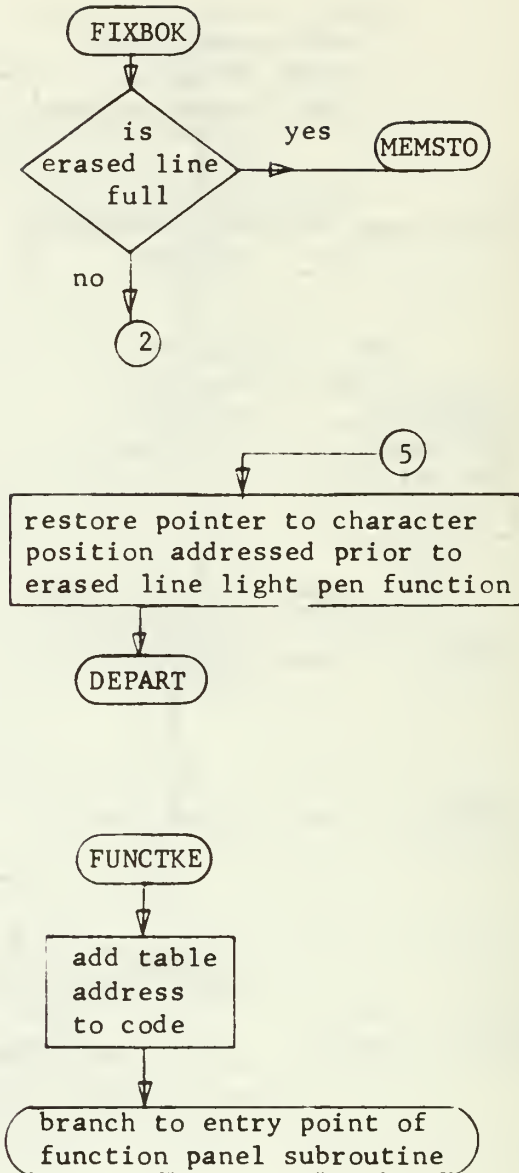 FIXBOK
is
erased line
full
yes
MEMSTO
no
2
5
restore pointer to character
position addressed prior to
erased line light pen function
DEPART
FUNCTKE
add table
address
to code
branch to entry point of
function panel subroutine